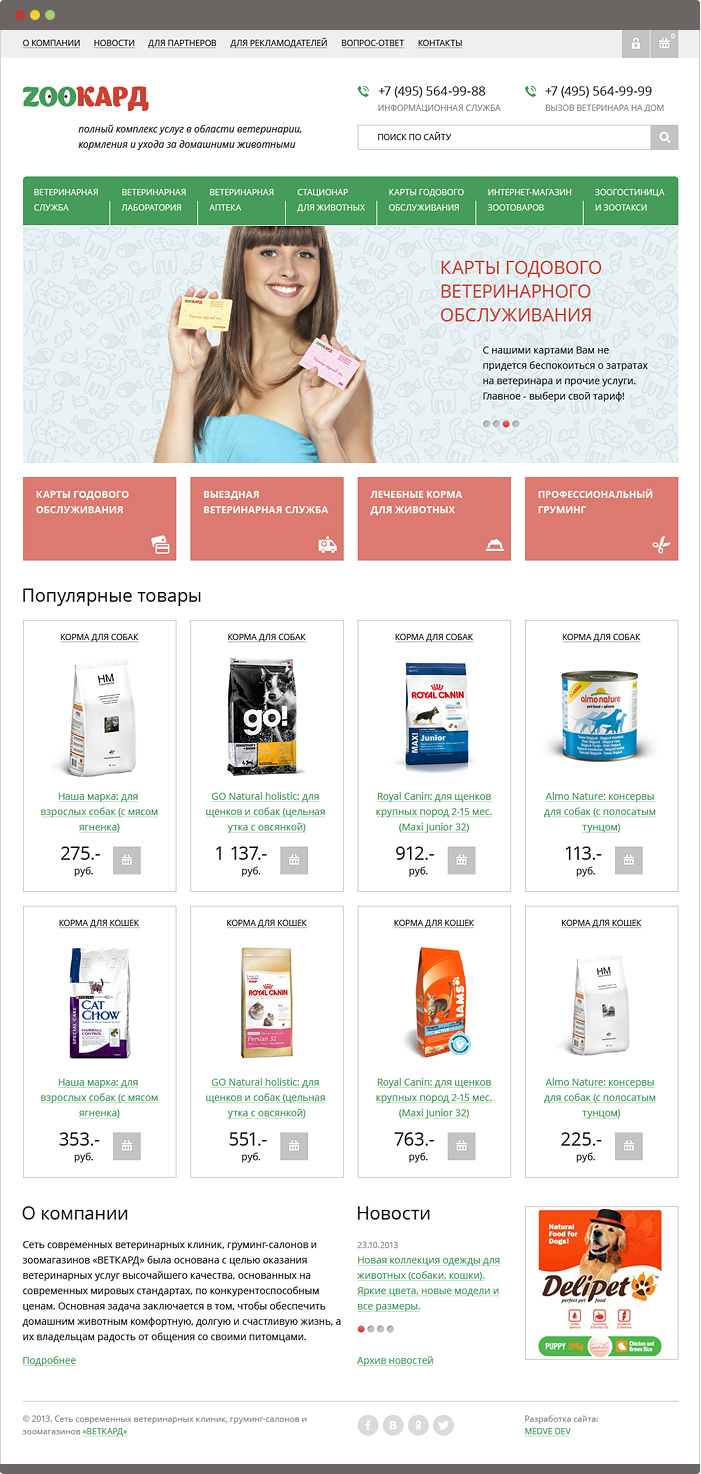 О КОМПАНИИ НОВОСТИ ДЛЯ ПАРТНЕРОВ ДЛЯ РЕКЛАМОДАТЕЛЕЙ ВОПРОС-ОТВЕТ КОНТАКТЫ
0
ZOOКАРД
полный комплекс услуг в области ветеринарии,
кормления и ухода за домашними животными
+7 (495) 564-99-88
ИНФОРМАЦИОННАЯ СЛУЖБА
+7 (495) 564-99-99
ВЫЗОВ ВЕТЕРИНАРА НА ДОМ
ПОИСК ПО САЙТУ
ВЕТЕРИНАРНАЯ
СЛУЖБА
ВЕТЕРИНАРНАЯ
ЛАБОРАТОРИЯ
ВЕТЕРИНАРНАЯ
АПТЕКА
СТАЦИОНАР
ДЛЯ ЖИВОТНЫХ
КАРТЫ ГОДОВОГО
ОБСЛУЖИВАНИЯ
ИНТЕРНЕТ-МАГАЗИН
ЗООТОВАРОВ
ЗООГОСТИНИЦА
И ЗООТАКСИ
ZOOКАРД
ZOOКАРД
КАРТЫ ГОДОВОГО
ВЕТЕРИНАРНОГО
ОБСЛУЖИВАНИЯ
С нашими картами Вам не
придется беспокоиться о затратах
на ветеринара и прочие услуги.
Главное - выбери свой тариф!
КАРТЫ ГОДОВОГО
ОБСЛУЖИВАНИЯ
ВЫЕЗДНАЯ
ВЕТЕРИНАРНАЯ СЛУЖБА
ЛЕЧЕБНЫЕ КОРМА
ДЛЯ ЖИВОТНЫХ
ПРОФЕССИОНАЛЬНЫЙ
ГРУМИНГ
Популярные товары
КОРМА ДЛЯ СОБАК
HM
Наша марка: для
взрослых собак (с мясом
ягненка)
275.-
руб.
КОРМА ДЛЯ СОБАК
go!
GO Natural holistic: для
щенков и собак (цельная
утка с овсянкой)
1 137.-
руб.
КОРМА ДЛЯ СОБАК
ROYAL CANIN
MAXI
Junior
Royal Canin: для щенков
крупных пород 2-15 мес.
(Maxi Junior 32)
912.-
руб.
КОРМА ДЛЯ СОБАК
CLASSIC
almo nature
Almo Nature: консервы
для собак (с полосатым
тунцом)
113.-
руб.
КОРМА ДЛЯ КОШЕК
SPECIAL CARE
CAT
CHOW
HAIRBALL
CONTROL
Наша марка: для
взрослых собак (с мясом
ягненка)
353.-
руб.
КОРМА ДЛЯ КОШЕК
ROYAL CANIN
Persian 32
GO Natural holistic: для
щенков и собак (цельная
утка с овсянкой)
551.-
руб.
КОРМА ДЛЯ КОШЕК
IAMS
Royal Canin: для щенков
крупных пород 2-15 мес.
(Maxi Junior 32)
763.-
руб.
КОРМА ДЛЯ КОШЕК
HM
Almo Nature: консервы
для собак (с полосатым
тунцом)
225.-
руб.
О компании
Сеть современных ветеринарных клиник, груминг-салонов и
зоомагазинов «ВЕТКАРД» была основана с целью оказания
ветеринарных услуг высочайшего качества, основанных на
современных мировых стандартах, по конкурентоспособным
ценам. Основная задача заключается в том, чтобы обеспечить
домашним животным комфортную, долгую и счастливую жизнь, а
их владельцам радость от общения со своими питомцами.
Подробнее
Новости
23.10.2013
Новая коллекция одежды для
животных (собаки, кошки).
Яркие цвета, новые модели и
все размеры.
Архив новостей
Natural
Food for
Dogs!
Delipet
perfect pet food
PUPPY 395g
100%
Chicken and
Brown Rice
© 2013, Сеть современных ветеринарных клиник, груминг-салонов и
зоомагазинов «ВЕТКАРД»
Разработка сайта:
MEDVE DEV